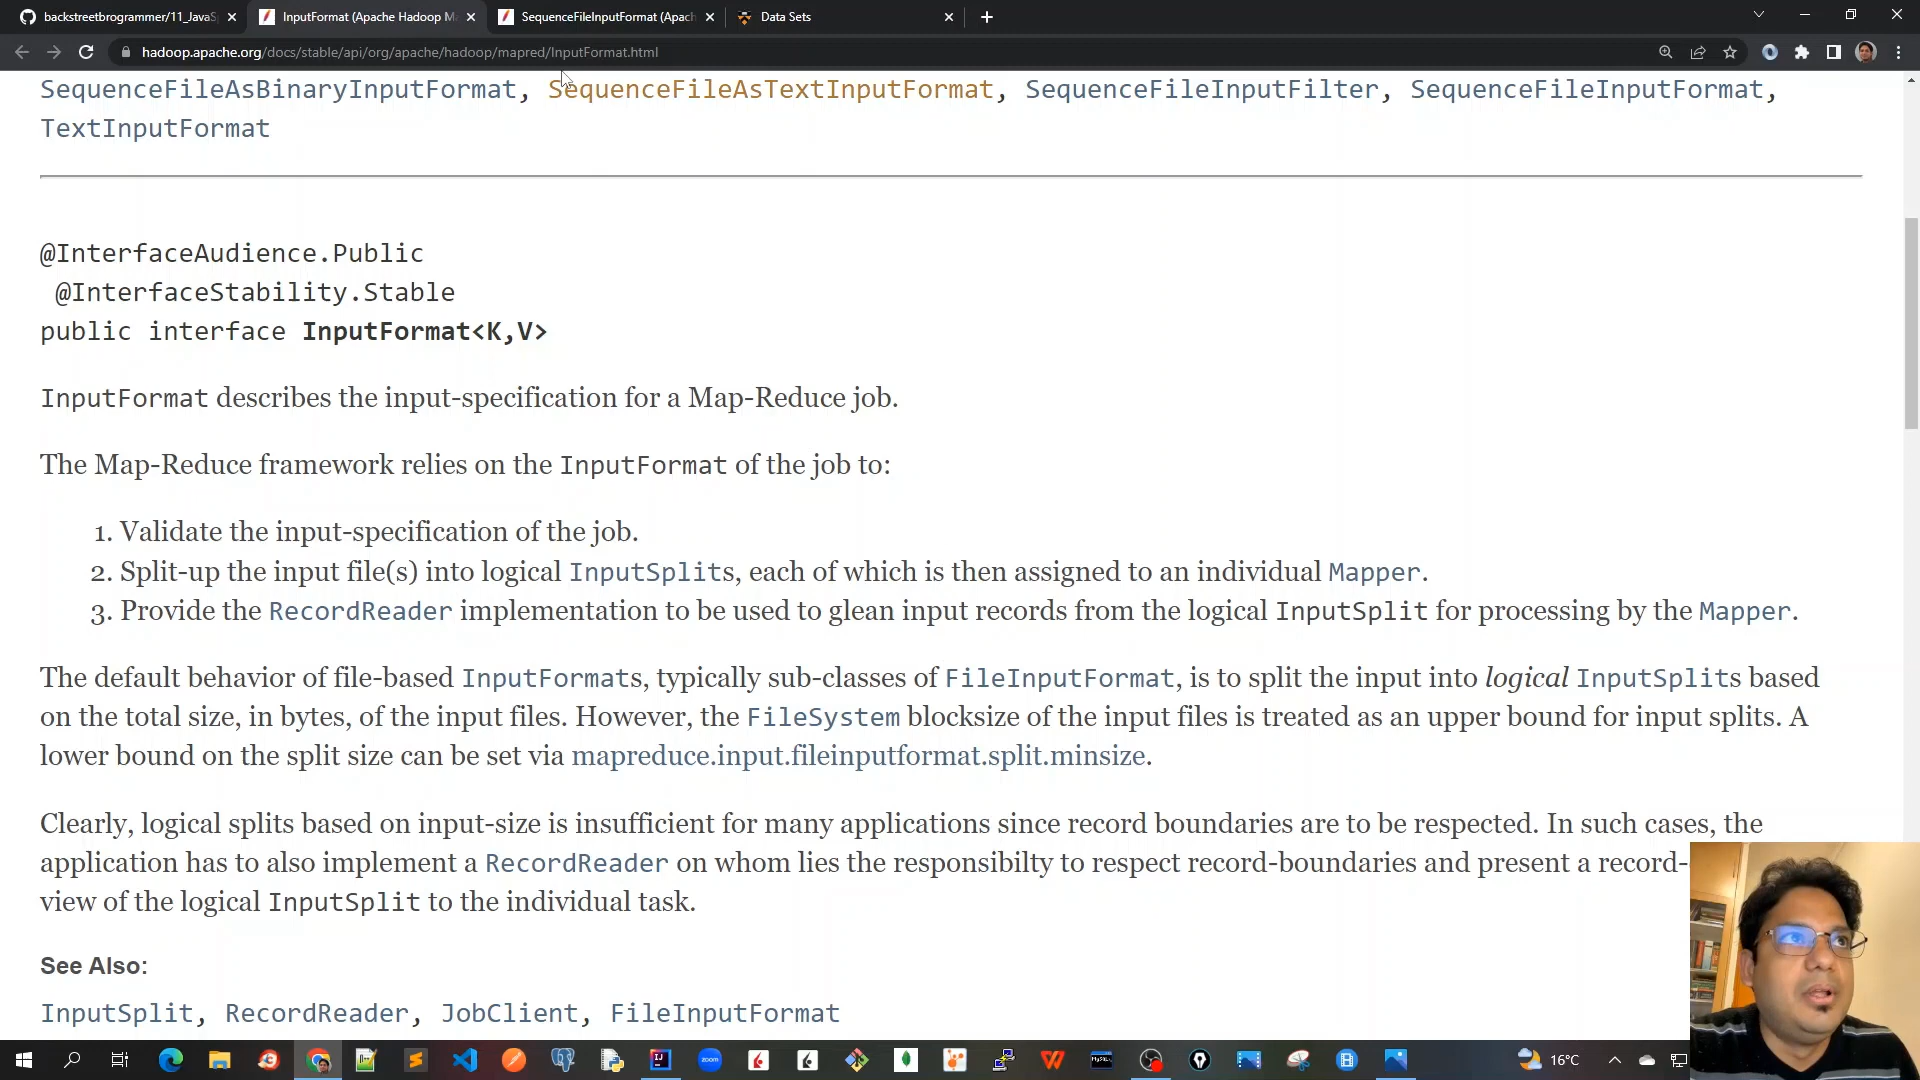 backstreetbrogrammer/11_JavaS
InputFormat (Apache Hadoop Ma
SequenceFileInputFormat (Apach
Data Sets
hadoop.apache.org/docs/stable/api/org/apache/hadoop/mapred/InputFormat.html
SequenceFileAsBinaryInputFormat, SequenceFileAsTextInputFormat, SequenceFileInputFilter, SequenceFileInputFormat,
TextInputFormat
@InterfaceAudience.Public
@InterfaceStability.Stable
public interface InputFormat<K,V>
InputFormat describes the input-specification for a Map-Reduce job.
The Map-Reduce framework relies on the InputFormat of the job to:
1. Validate the input-specification of the job.
2. Split-up the input file(s) into logical InputSplits, each of which is then assigned to an individual Mapper.
3. Provide the RecordReader implementation to be used to glean input records from the logical InputSplit for processing by the Mapper.
The default behavior of file-based InputFormats, typically sub-classes of FileInputFormat, is to split the input into logical InputSplits based
on the total size, in bytes, of the input files. However, the FileSystem blocksize of the input files is treated as an upper bound for input splits. A
lower bound on the split size can be set via mapreduce.input.fileinputformat.split.minsize.
Clearly, logical splits based on input-size is insufficient for many applications since record boundaries are to be respected. In such cases, the
application has to also implement a RecordReader on whom lies the responsibilty to respect record-boundaries and present a record-
view of the logical InputSplit to the individual task.
See Also:
InputSplit, RecordReader, JobClient, FileInputFormat
16°C